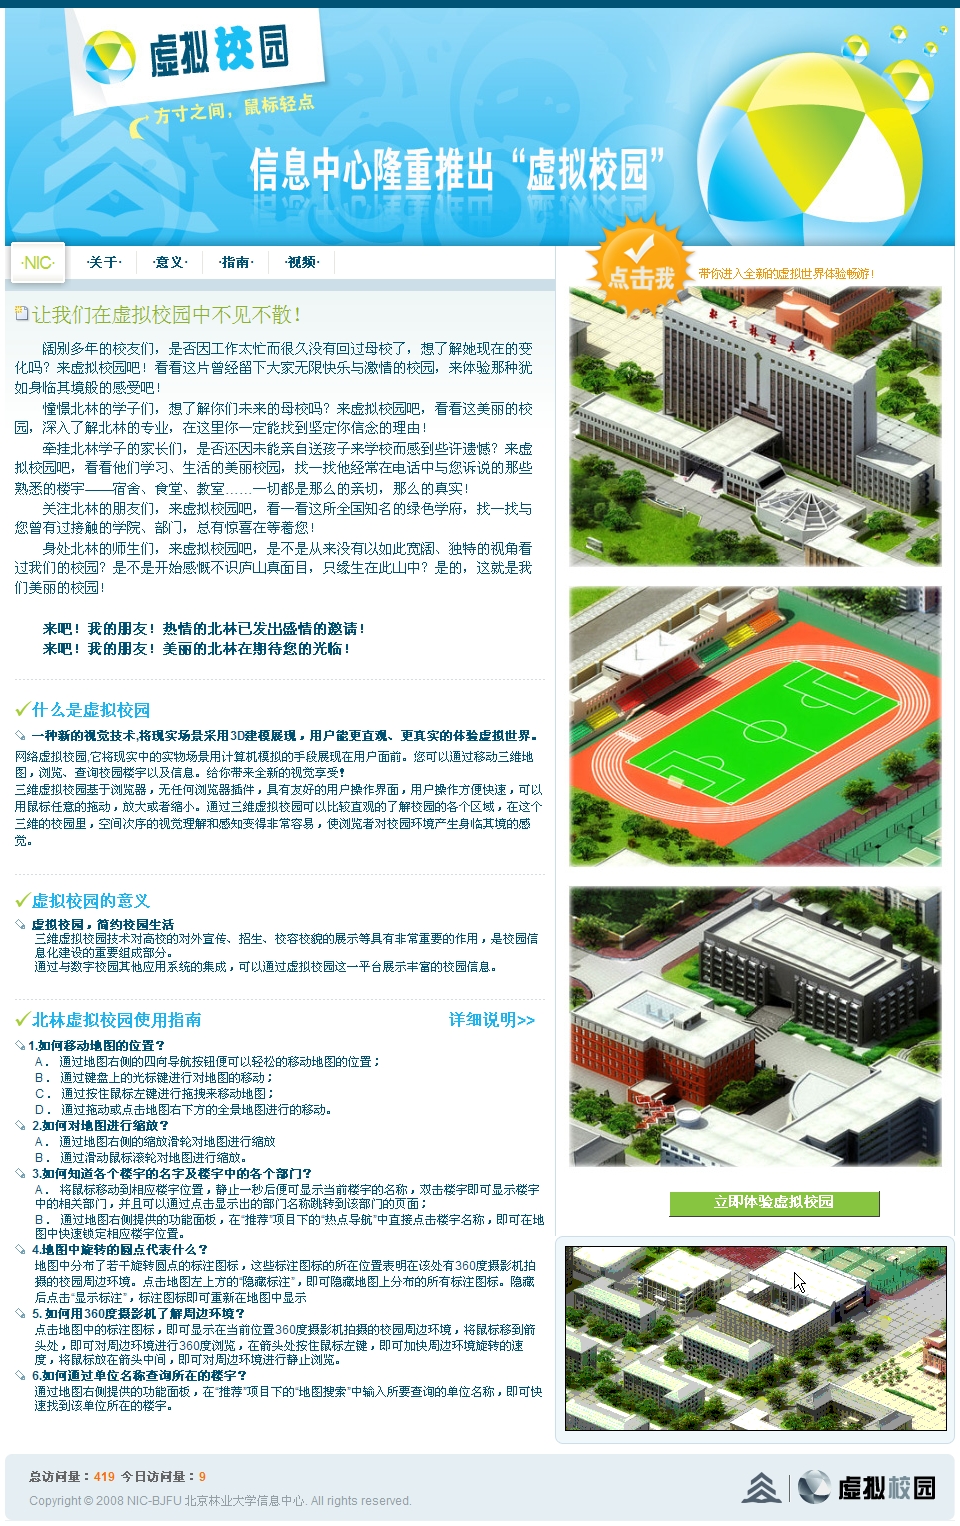 虚拟校园
方寸之间，鼠标轻点
信息中心隆重推出“虚拟校园”
·NIC· ·关于· ·意义· ·指南· ·视频·
点击我
带你进入全新的虚拟世界体验畅游！
让我们在虚拟校园中不见不散！
阔别多年的校友们，是否因工作太忙而很久没有回过母校了，想了解她现在的变
化吗？来虚拟校园吧！看看这片曾经留下大家无限快乐与激情的校园，来体验那种犹
如身临其境般的感受吧！
憧憬北林的学子们，想了解你们未来的母校吗？来虚拟校园吧，看看这美丽的校
园，深入了解北林的专业，在这里你一定能找到坚定你信念的理由！
牵挂北林学子的家长们，是否还因未能亲自送孩子来学校而感到些许遗憾？来虚
拟校园吧，看看他们学习、生活的美丽校园，找一找他经常在电话中与您诉说的那些
熟悉的楼宇——宿舍、食堂、教室……一切都是那么的亲切，那么的真实！
关注北林的朋友们，来虚拟校园吧，看一看这所全国知名的绿色学府，找一找与
您曾有过接触的学院、部门，总有惊喜在等着您！
身处北林的师生们，来虚拟校园吧，是不是从来没有以如此宽阔、独特的视角看
过我们的校园？是不是开始感慨不识庐山真面目，只缘生在此山中？是的，这就是我
们美丽的校园！
来吧！我的朋友！热情的北林已发出盛情的邀请！
来吧！我的朋友！美丽的北林在期待您的光临！
什么是虚拟校园
一种新的视觉技术,将现实场景采用3D建模展现，用户能更直观、更真实的体验虚拟世界。
网络虚拟校园,它将现实中的实物场景用计算机模拟的手段展现在用户面前。您可以通过移动三维地
图，浏览、查询校园楼宇以及信息。给你带来全新的视觉享受!
三维虚拟校园基于浏览器，无任何浏览器插件，具有友好的用户操作界面，用户操作方便快速，可以
用鼠标任意的拖动，放大或者缩小。通过三维虚拟校园可以比较直观的了解校园的各个区域，在这个
三维的校园里，空间次序的视觉理解和感知变得非常容易，使浏览者对校园环境产生身临其境的感
觉。
虚拟校园的意义
虚拟校园，简约校园生活
三维虚拟校园技术对高校的对外宣传、招生、校容校貌的展示等具有非常重要的作用，是校园信
息化建设的重要组成部分。
通过与数字校园其他应用系统的集成，可以通过虚拟校园这一平台展示丰富的校园信息。
北林虚拟校园使用指南 详细说明>>
1.如何移动地图的位置？
A． 通过地图右侧的四向导航按钮便可以轻松的移动地图的位置；
B． 通过键盘上的光标键进行对地图的移动；
C． 通过按住鼠标左键进行拖拽来移动地图；
D． 通过拖动或点击地图右下方的全景地图进行的移动。
2.如何对地图进行缩放？
A． 通过地图右侧的缩放滑轮对地图进行缩放
B． 通过滑动鼠标滚轮对地图进行缩放。
3.如何知道各个楼宇的名字及楼宇中的各个部门？
A． 将鼠标移动到相应楼宇位置，静止一秒后便可显示当前楼宇的名称，双击楼宇即可显示楼宇
中的相关部门，并且可以通过点击显示出的部门名称跳转到该部门的页面；
B． 通过地图右侧提供的功能面板，在“推荐”项目下的“热点导航”中直接点击楼宇名称，即可在地
图中快速锁定相应楼宇位置。
4.地图中旋转的圆点代表什么？
地图中分布了若干旋转圆点的标注图标，这些标注图标的所在位置表明在该处有360度摄影机拍
摄的校园周边环境。点击地图左上方的“隐藏标注”，即可隐藏地图上分布的所有标注图标。隐藏
后点击“显示标注”，标注图标即可重新在地图中显示
5. 如何用360度摄影机了解周边环境？
点击地图中的标注图标，即可显示在当前位置360度摄影机拍摄的校园周边环境，将鼠标移到箭
头处，即可对周边环境进行360度浏览，在箭头处按住鼠标左键，即可加快周边环境旋转的速
度，将鼠标放在箭头中间，即可对周边环境进行静止浏览。
6.如何通过单位名称查询所在的楼宇？
通过地图右侧提供的功能面板，在“推荐”项目下的“地图搜索”中输入所要查询的单位名称，即可快
速找到该单位所在的楼宇。
北京林业大学
立即体验虚拟校园
总访问量：419 今日访问量：9
Copyright © 2008 NIC-BJFU 北京林业大学信息中心. All rights reserved.
虚拟校园